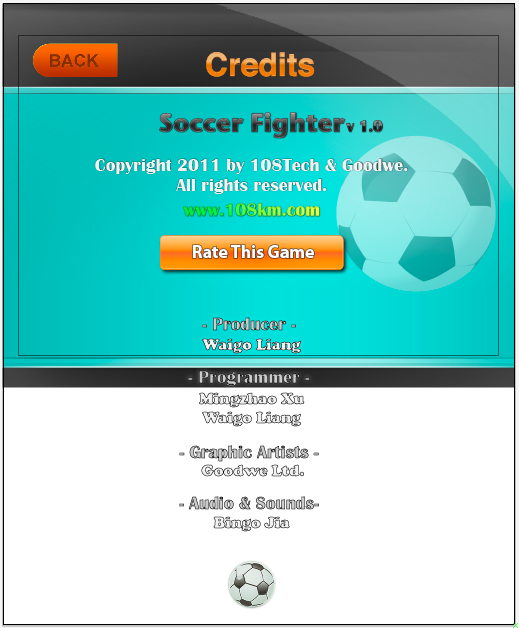 BACK
Credits
Soccer Fighter v 1.0
Copyright 2011 by 108Tech & Goodwe.
All rights reserved.
www.108km.com
Rate This Game
- Producer -
Waigo Liang
- Programmer -
Mingzhao Xu
Waigo Liang
- Graphic Artists -
Goodwe Ltd.
- Audio & Sounds-
Bingo Jia